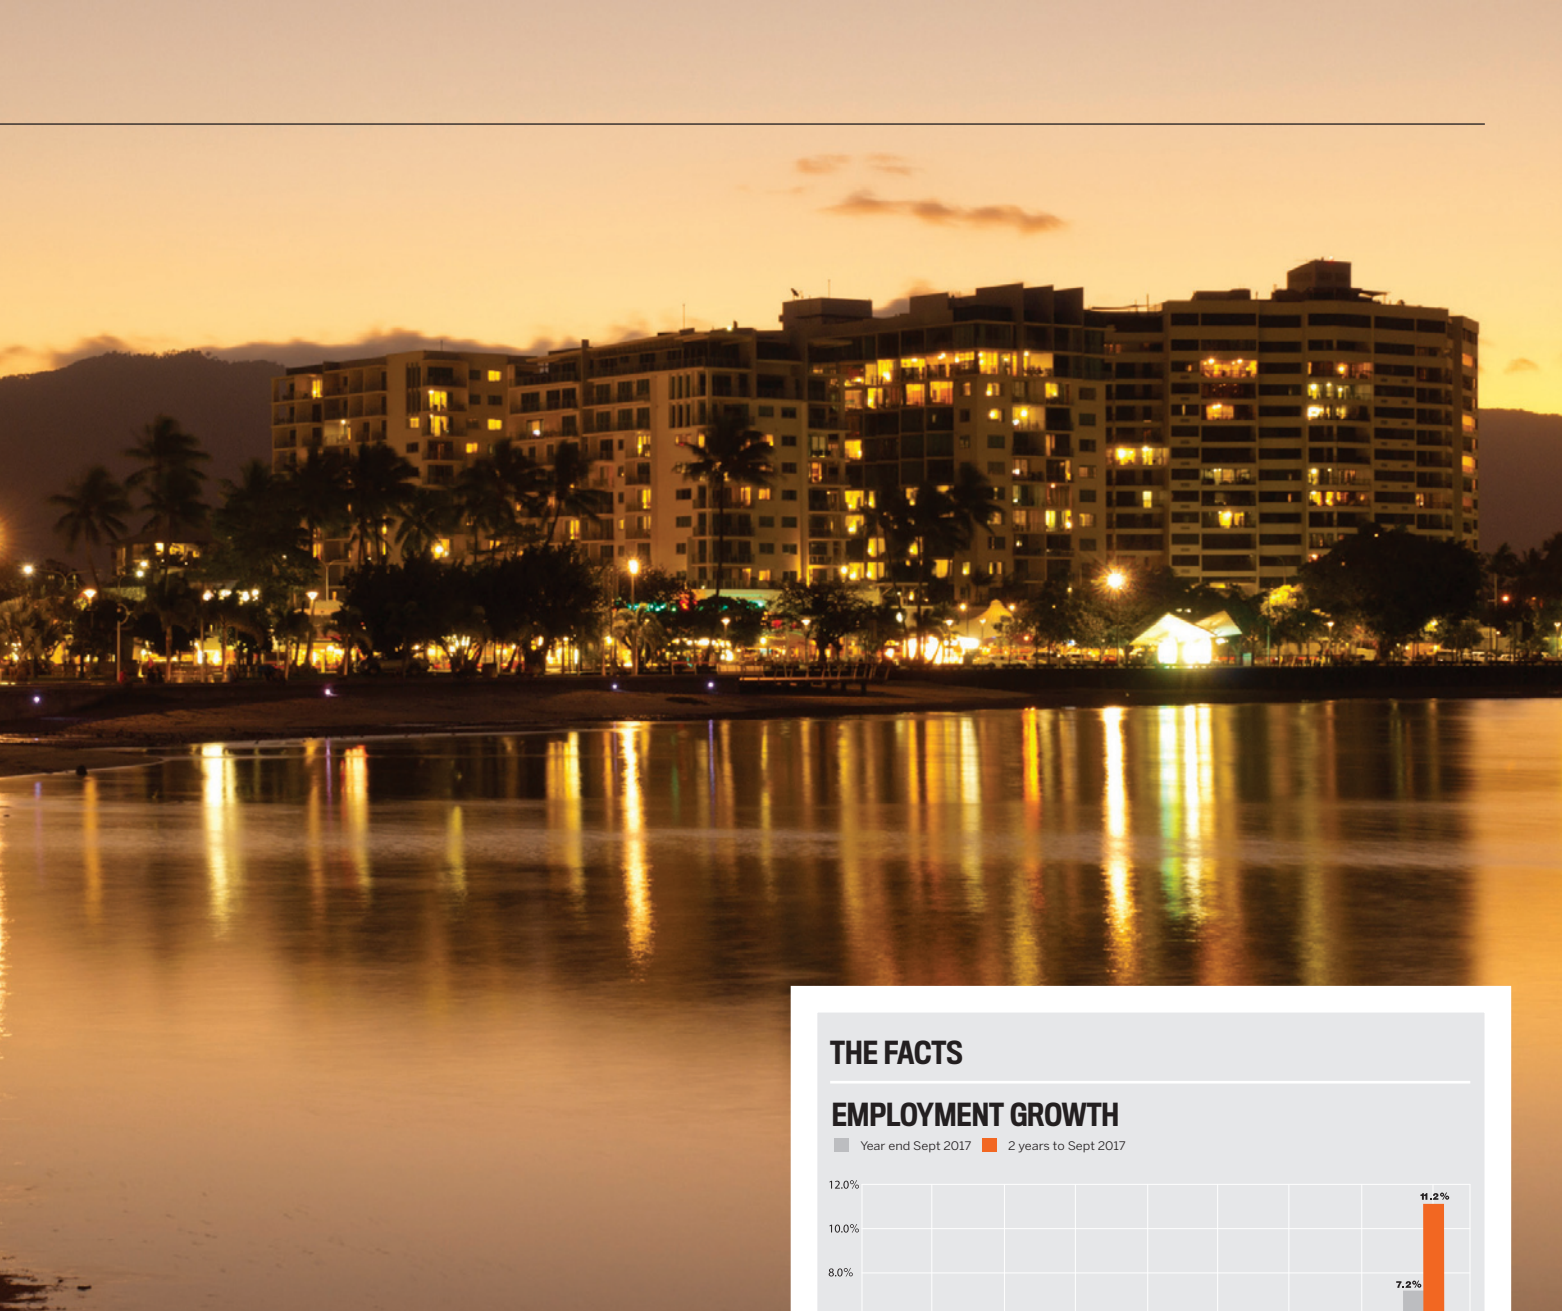 THE FACTS
EMPLOYMENT GROWTH
Year end Sept 2017 2 years to Sept 2017
12.0%
11.2%
10.0%
8.0%
7.2%